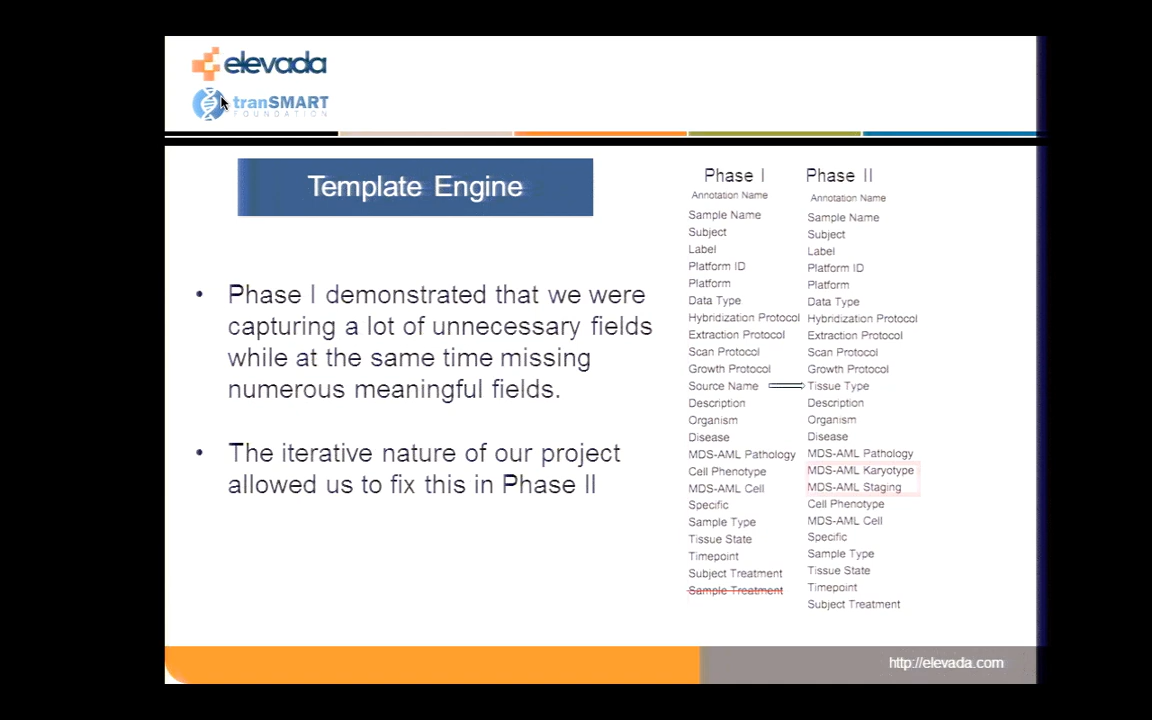 elevada
tranSMART
FOUNDATION
Template Engine
• Phase I demonstrated that we were
capturing a lot of unnecessary fields
while at the same time missing
numerous meaningful fields.
• The iterative nature of our project
allowed us to fix this in Phase II
Phase I
Annotation Name
Sample Name
Subject
Label
Platform ID
Platform
Data Type
Hybridization Protocol
Extraction Protocol
Scan Protocol
Growth Protocol
Source Name
Description
Organism
Disease
MDS-AML Pathology
Cell Phenotype
MDS-AML Cell
Specific
Sample Type
Tissue State
Timepoint
Subject Treatment
Sample Treatment
Phase II
Annotation Name
Sample Name
Subject
Label
Platform ID
Platform
Data Type
Hybridization Protocol
Extraction Protocol
Scan Protocol
Growth Protocol
Tissue Type
Description
Organism
Disease
MDS-AML Pathology
MDS-AML Karyotype
MDS-AML Staging
Cell Phenotype
MDS-AML Cell
Specific
Sample Type
Tissue State
Timepoint
Subject Treatment
http://elevada.com